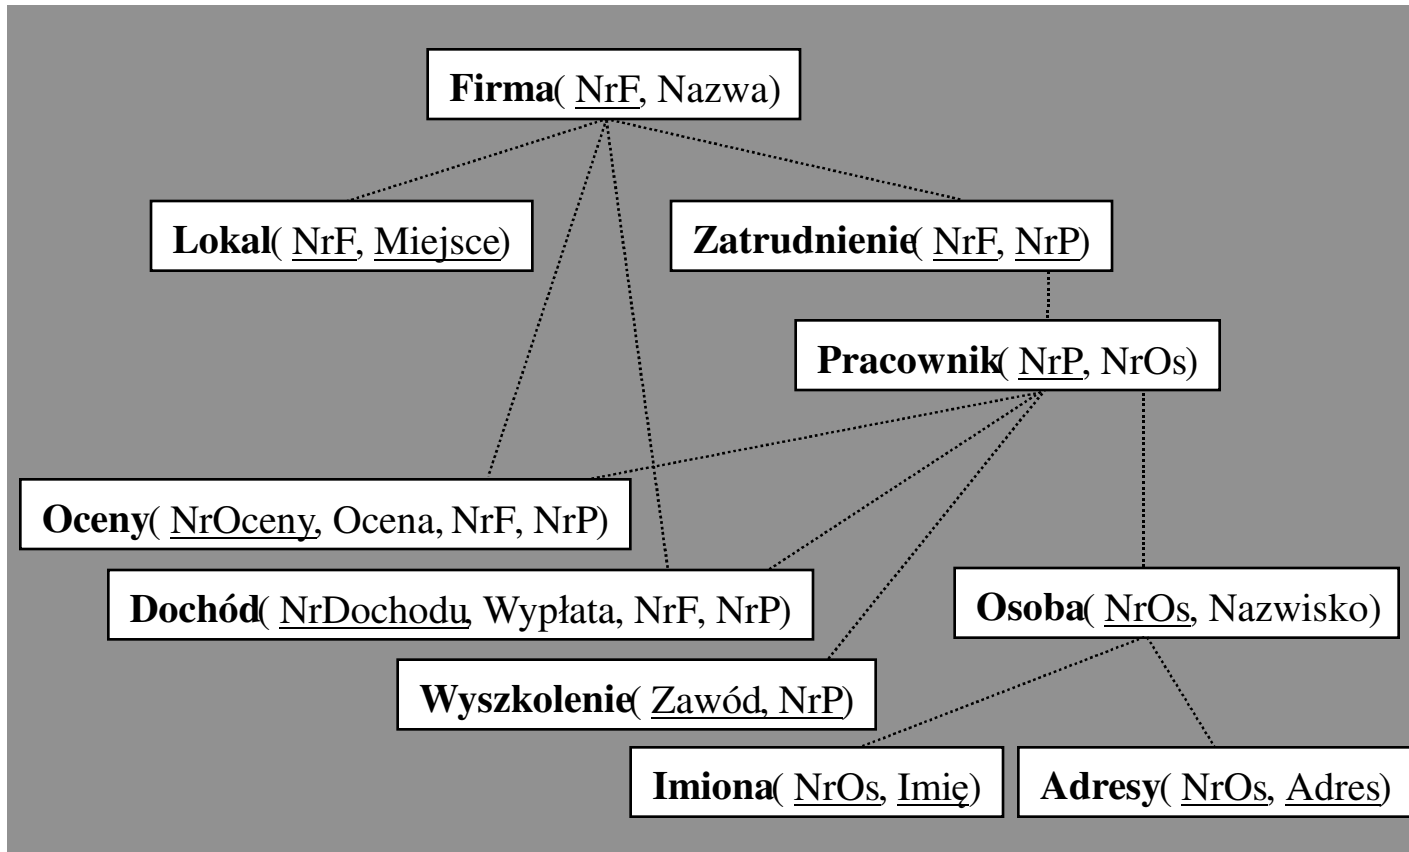 Firma( NrF, Nazwa)
Lokal( NrF, Miejsce)
Zatrudnienie( NrF, NrP)
Pracownik( NrP, NrOs)
Oceny( NrOceny, Ocena, NrF, NrP)
Dochód( NrDochodu, Wypłata, NrF, NrP)
Osoba( NrOs, Nazwisko)
Wyszkolenie( Zawód, NrP)
Imiona( NrOs, Imię)
Adresy( NrOs, Adres)